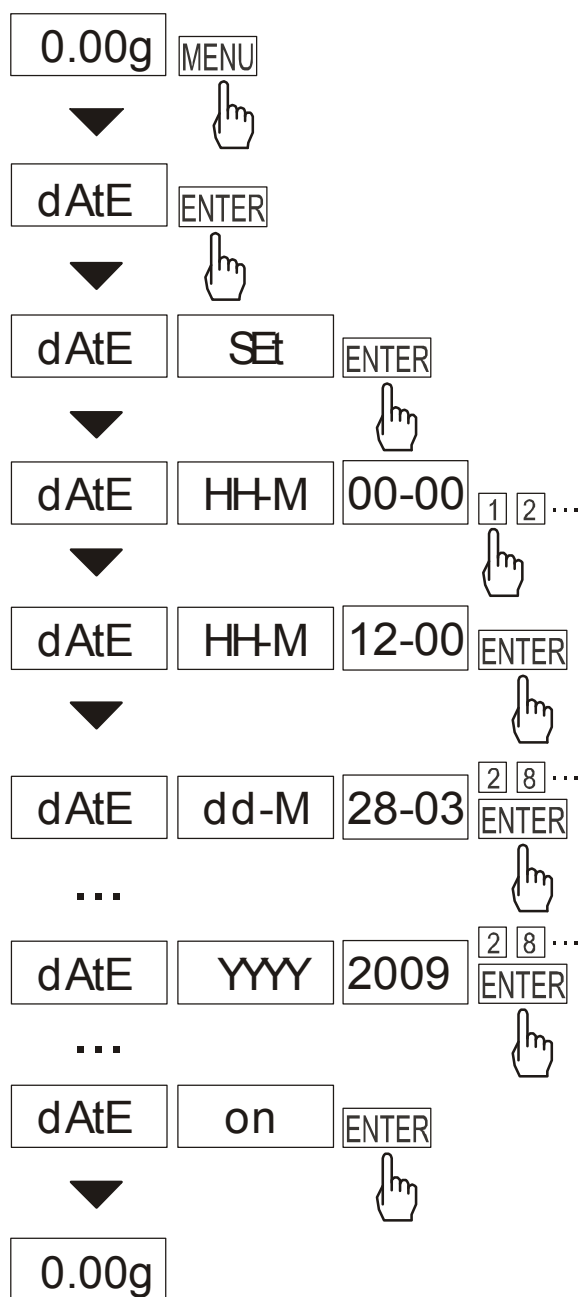 0.00g MENU
dAtE ENTER
dAtE SEt ENTER
dAtE HH-M 00-00 1 2 ...
dAtE HH-M 12-00 ENTER
2 8 ...
dAtE dd-M 28-03 ENTER
...
2 8 ...
dAtE YYYY 2009 ENTER
...
dAtE on ENTER
0.00g